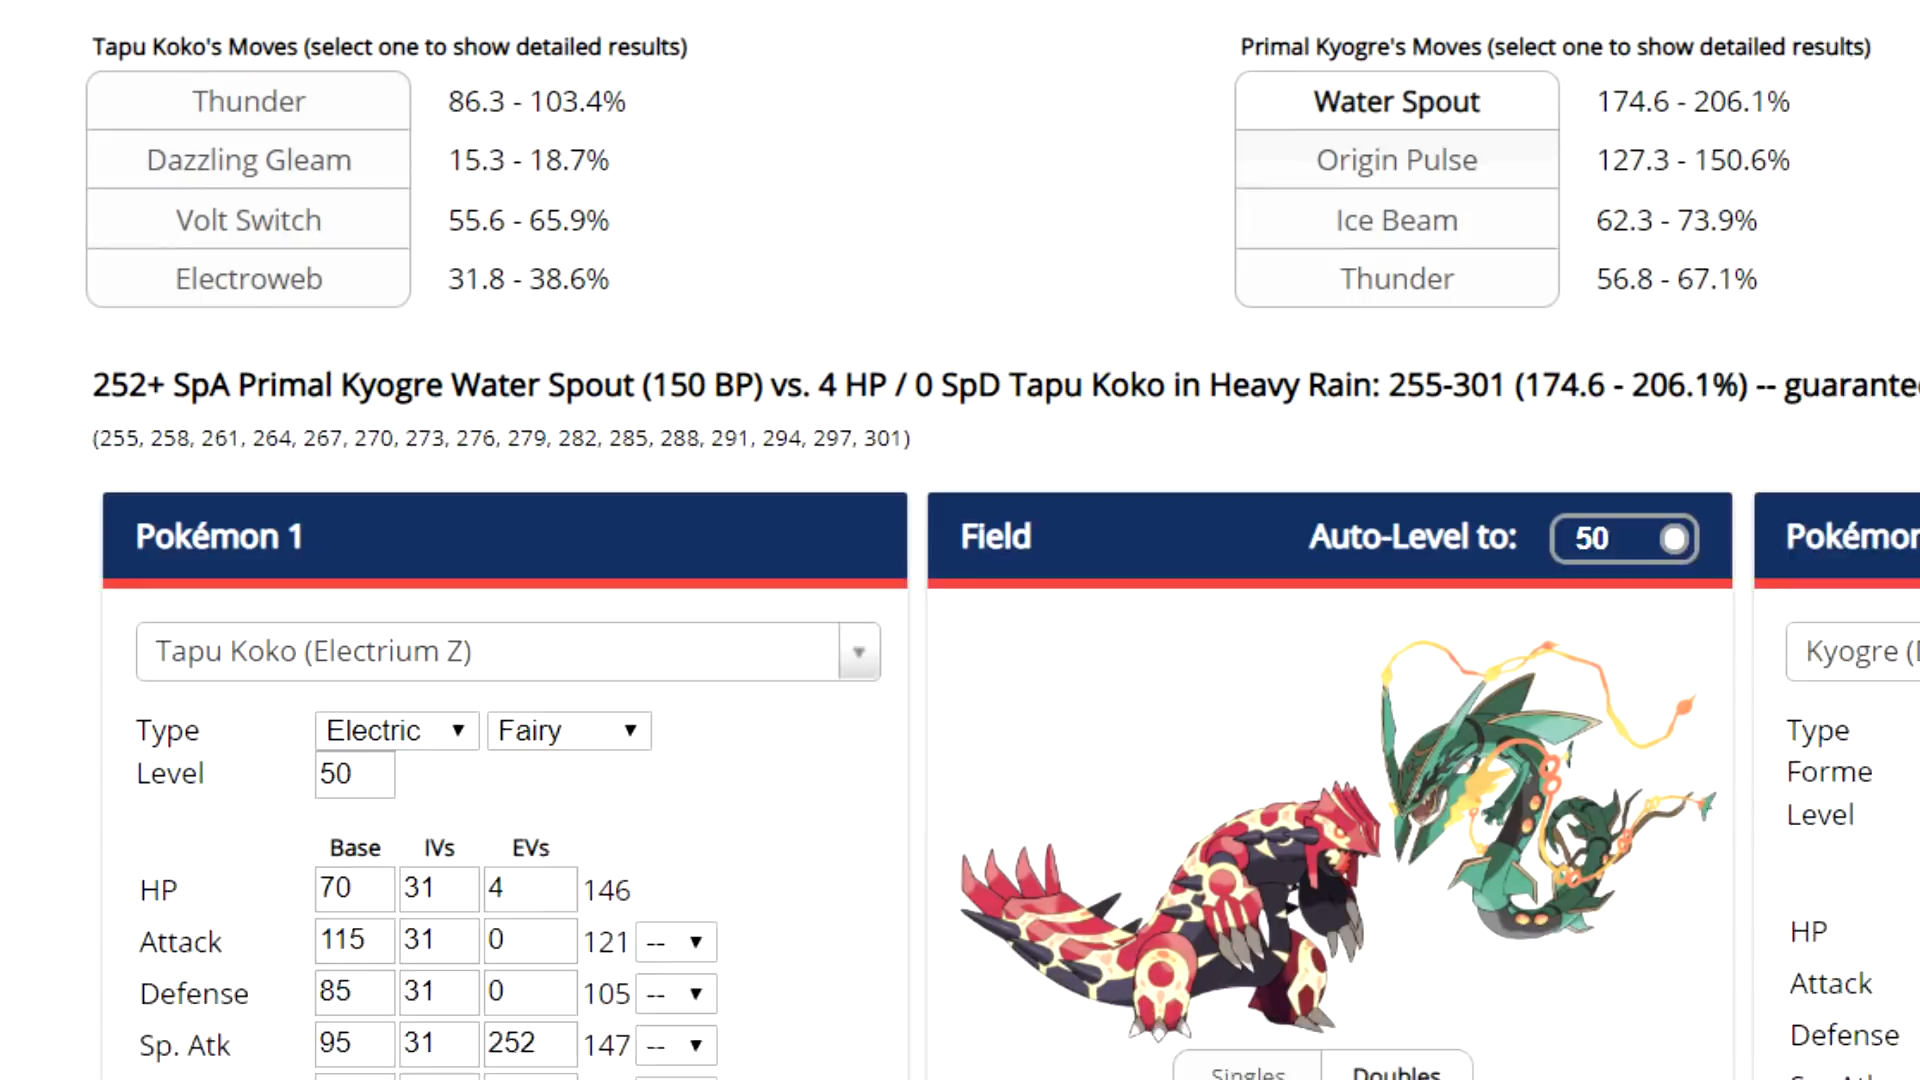 Tapu Koko's Moves (select one to show detailed results)
Primal Kyogre's Moves (select one to show detailed results)
Thunder 86.3 - 103.4%
Dazzling Gleam 15.3 - 18.7%
Volt Switch 55.6 - 65.9%
Electroweb 31.8 - 38.6%
Water Spout 174.6 - 206.1%
Origin Pulse 127.3 - 150.6%
Ice Beam 62.3 - 73.9%
Thunder 56.8 - 67.1%
252+ SpA Primal Kyogre Water Spout (150 BP) vs. 4 HP / 0 SpD Tapu Koko in Heavy Rain: 255-301 (174.6 - 206.1%) -- guarantee
(255, 258, 261, 264, 267, 270, 273, 276, 279, 282, 285, 288, 291, 294, 297, 301)
Pokémon 1
Tapu Koko (Electrium Z)
Type Electric Fairy
Level 50
Base IVs EVs
HP 70 31 4 146
Attack 115 31 0 121 --
Defense 85 31 0 105 --
Sp. Atk 95 31 252 147 --
Field Auto-Level to: 50
Singles Doubles
Pokémon
Kyogre (
Type
Forme
Level
HP
Attack
Defense